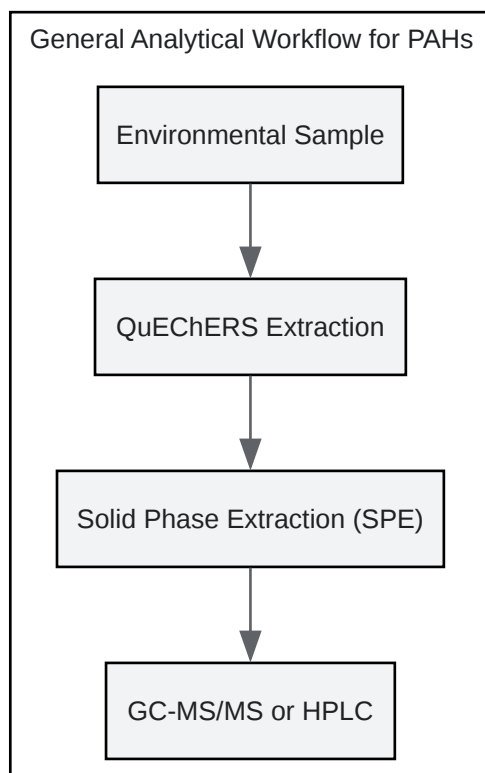 General Analytical Workflow for PAHs
Environmental Sample
QuEChERS Extraction
Solid Phase Extraction (SPE)
GC-MS/MS or HPLC